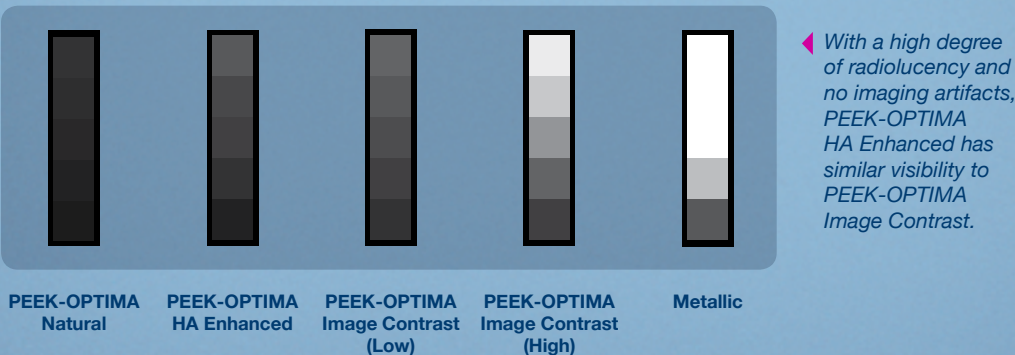 With a high degree
of radiolucency and
no imaging artifacts,
PEEK-OPTIMA
HA Enhanced has
similar visibility to
PEEK-OPTIMA
Image Contrast.
PEEK-OPTIMA
Natural
PEEK-OPTIMA
HA Enhanced
PEEK-OPTIMA
Image Contrast
(Low)
PEEK-OPTIMA
Image Contrast
(High)
Metallic